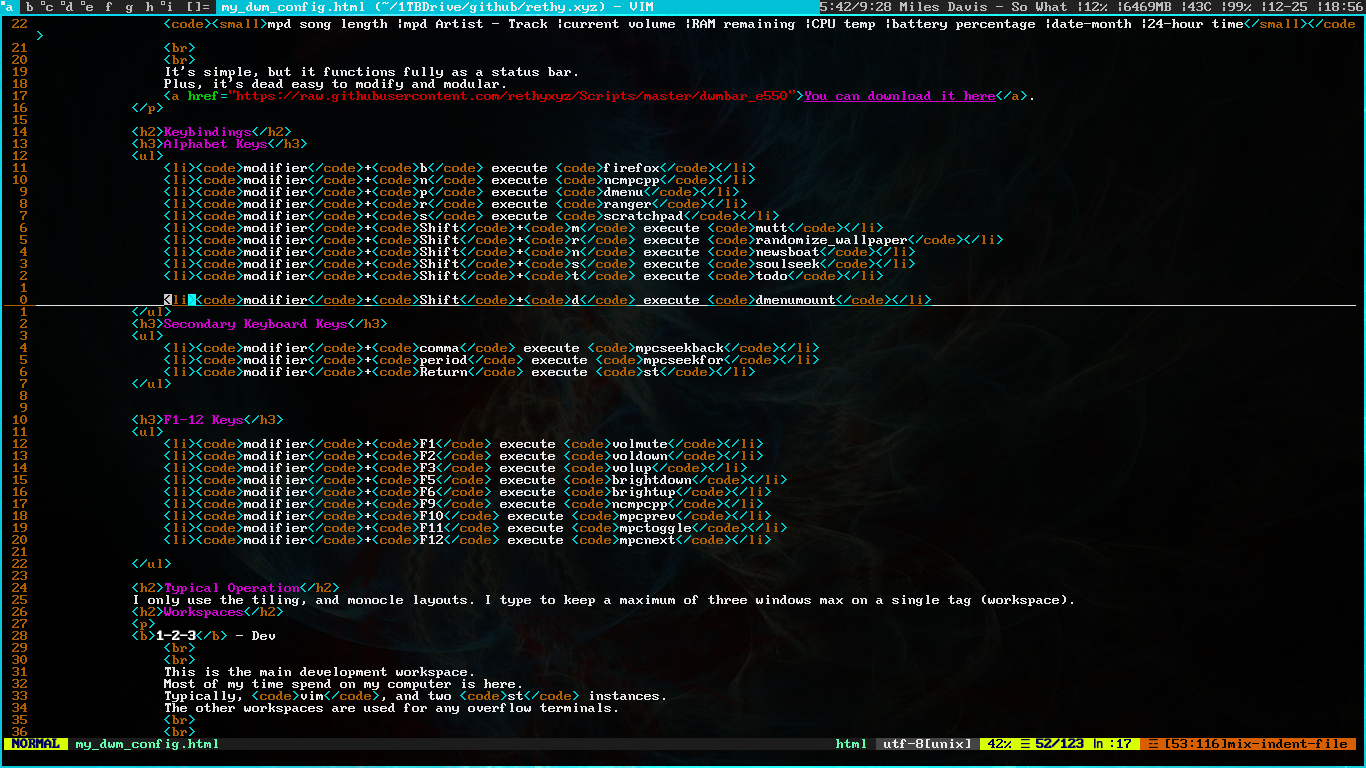 a b c d e f g h i []= my_dwm_config.html (~/1TBDrive/github/rethy.xyz) - VIM 5:42/9:28 Miles Davis - So What ¦12% ¦6469MB ¦43C ¦99% ¦12-25 ¦18:56
22 <code><small>mpd song length ¦mpd Artist - Track ¦current volume ¦RAM remaining ¦CPU temp ¦battery percentage ¦date-month ¦24-hour time</small></code
>
21 <br>
20 <br>
19 It's simple, but it functions fully as a status bar.
18 Plus, it's dead easy to modify and modular.
17 <a href="https://raw.githubusercontent.com/rethyxyz/Scripts/master/dwmbar_e550">You can download it here</a>.
16 </p>
15
14 <h2>Keybindings</h2>
13 <h3>Alphabet Keys</h3>
12 <ul>
11 <li><code>modifier</code>+<code>b</code> execute <code>firefox</code></li>
10 <li><code>modifier</code>+<code>n</code> execute <code>ncmpcpp</code></li>
9 <li><code>modifier</code>+<code>p</code> execute <code>dmenu</code></li>
8 <li><code>modifier</code>+<code>r</code> execute <code>ranger</code></li>
7 <li><code>modifier</code>+<code>s</code> execute <code>scratchpad</code></li>
6 <li><code>modifier</code>+<code>Shift</code>+<code>m</code> execute <code>mutt</code></li>
5 <li><code>modifier</code>+<code>Shift</code>+<code>r</code> execute <code>randomize_wallpaper</code></li>
4 <li><code>modifier</code>+<code>Shift</code>+<code>n</code> execute <code>newsboat</code></li>
3 <li><code>modifier</code>+<code>Shift</code>+<code>s</code> execute <code>soulseek</code></li>
2 <li><code>modifier</code>+<code>Shift</code>+<code>t</code> execute <code>todo</code></li>
1
0 <li><code>modifier</code>+<code>Shift</code>+<code>d</code> execute <code>dmenumount</code></li>
1 </ul>
2 <h3>Secondary Keyboard Keys</h3>
3 <ul>
4 <li><code>modifier</code>+<code>comma</code> execute <code>mpcseekback</code></li>
5 <li><code>modifier</code>+<code>period</code> execute <code>mpcseekfor</code></li>
6 <li><code>modifier</code>+<code>Return</code> execute <code>st</code></li>
7 </ul>
8
9
10 <h3>F1-12 Keys</h3>
11 <ul>
12 <li><code>modifier</code>+<code>F1</code> execute <code>volmute</code></li>
13 <li><code>modifier</code>+<code>F2</code> execute <code>voldown</code></li>
14 <li><code>modifier</code>+<code>F3</code> execute <code>volup</code></li>
15 <li><code>modifier</code>+<code>F5</code> execute <code>brightdown</code></li>
16 <li><code>modifier</code>+<code>F6</code> execute <code>brightup</code></li>
17 <li><code>modifier</code>+<code>F9</code> execute <code>ncmpcpp</code></li>
18 <li><code>modifier</code>+<code>F10</code> execute <code>mpcprev</code></li>
19 <li><code>modifier</code>+<code>F11</code> execute <code>mpctoggle</code></li>
20 <li><code>modifier</code>+<code>F12</code> execute <code>mpcnext</code></li>
21
22 </ul>
23
24 <h2>Typical Operation</h2>
25 I only use the tiling, and monocle layouts. I type to keep a maximum of three windows max on a single tag (workspace).
26 <h2>Workspaces</h2>
27 <p>
28 <b>1-2-3</b> - Dev
29 <br>
30 <br>
31 This is the main development workspace.
32 Most of my time spend on my computer is here.
33 Typically, <code>vim</code>, and two <code>st</code> instances.
34 The other workspaces are used for any overflow terminals.
35 <br>
36 <br>
NORMAL my_dwm_config.html html utf-8[unix] 42% ☰ 52/123 ㏑ :17 ☲ [53:116]mix-indent-file